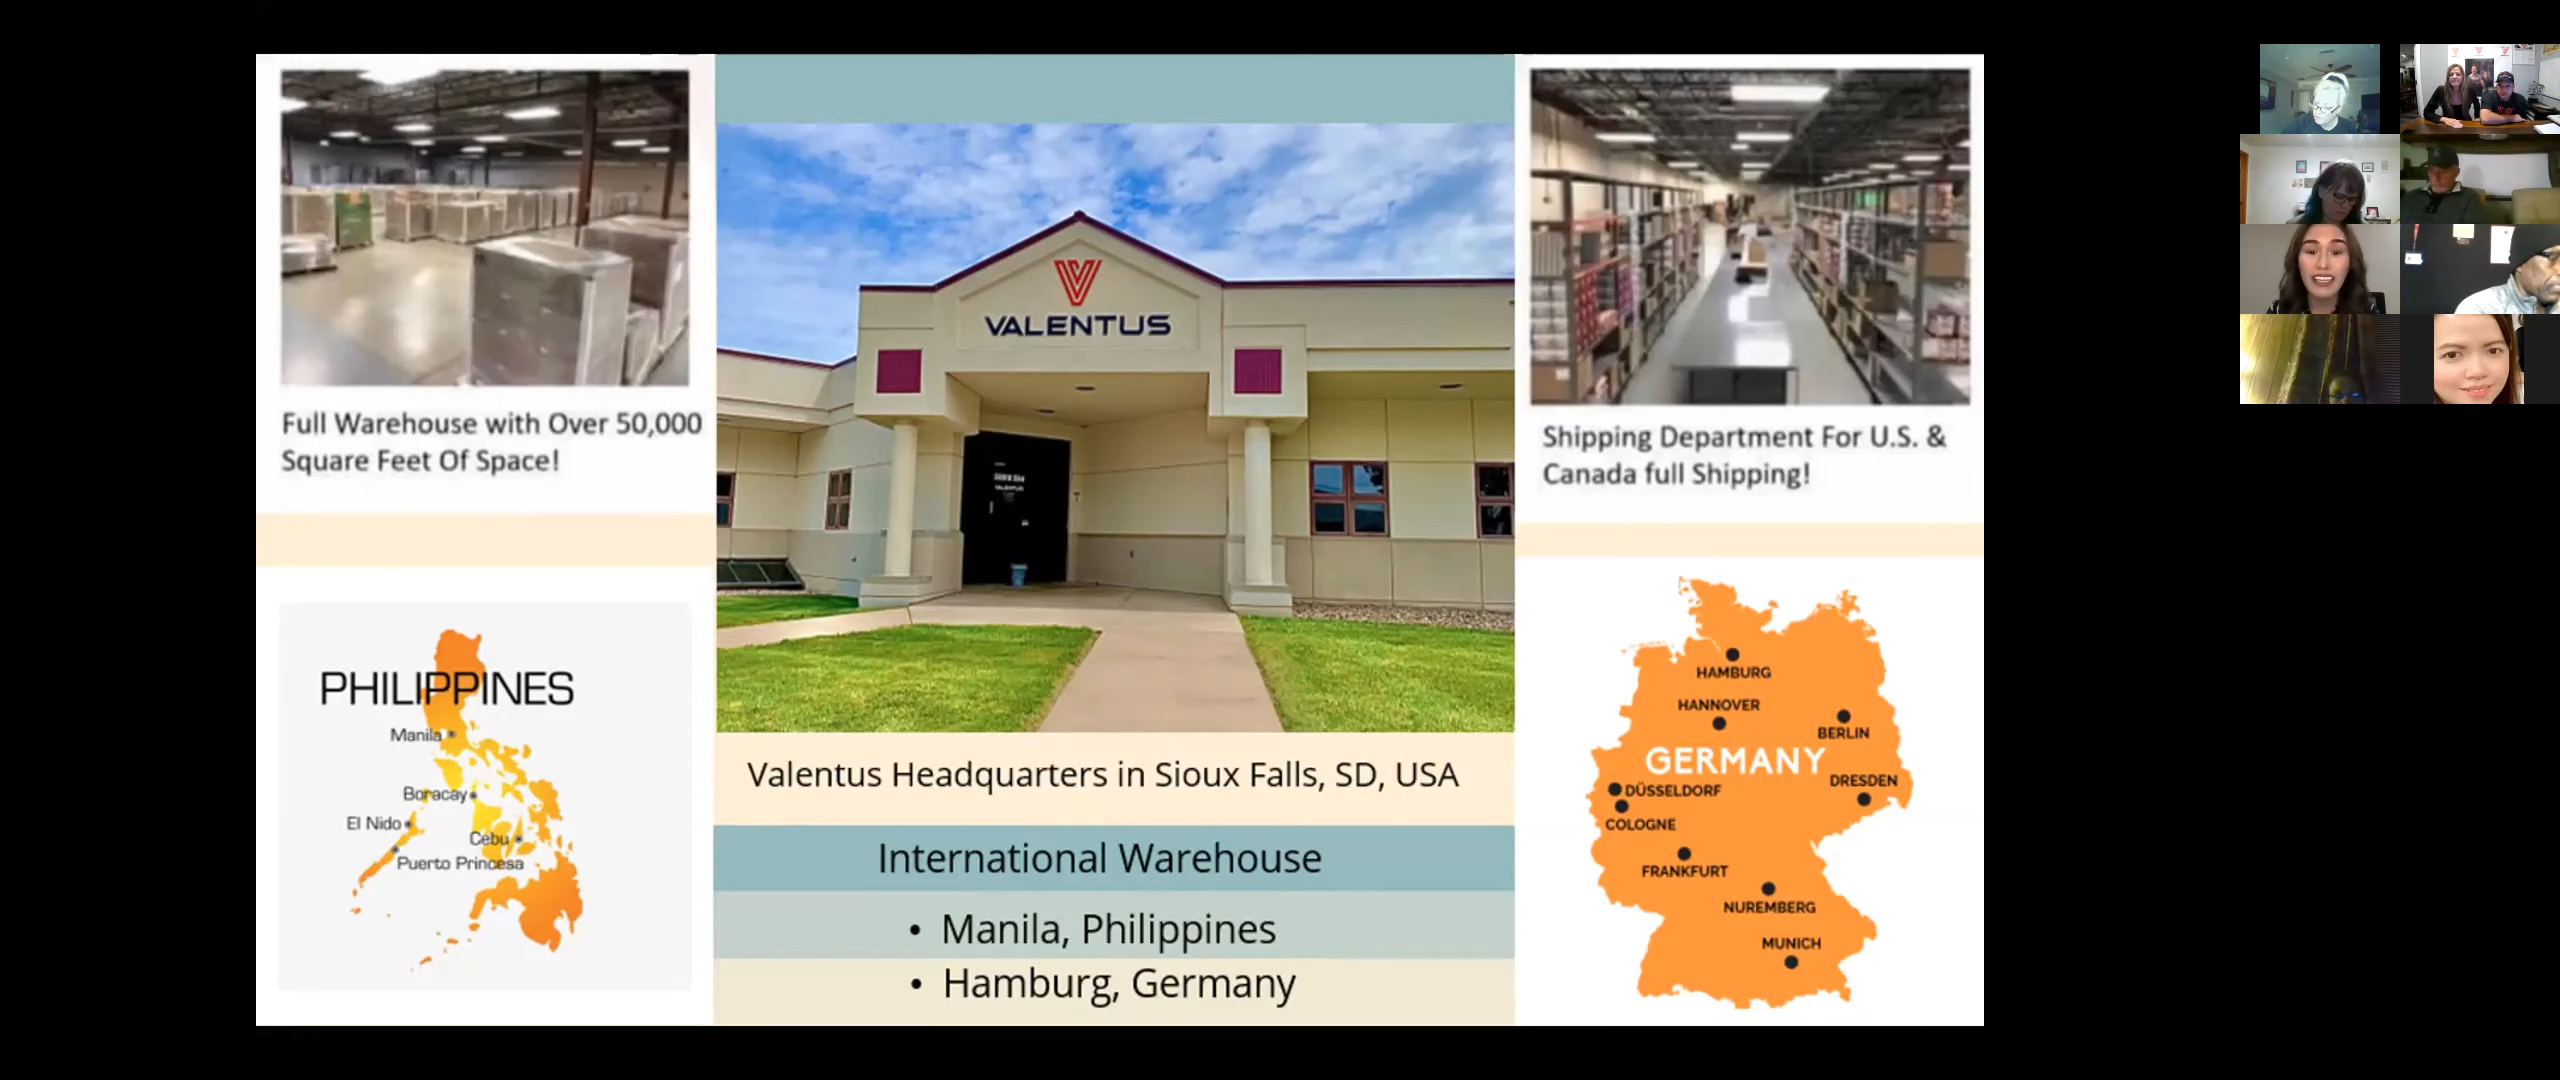 Full Warehouse with Over 50,000
Square Feet Of Space!
VALENTUS
Shipping Department For U.S. &
Canada full Shipping!
PHILIPPINES
Manila
Boracay
El Nido
Cebu
Puerto Princesa
Valentus Headquarters in Sioux Falls, SD, USA
International Warehouse
• Manila, Philippines
• Hamburg, Germany
HAMBURG
HANNOVER
BERLIN
GERMANY
DRESDEN
DÜSSELDORF
COLOGNE
FRANKFURT
NUREMBERG
MUNICH